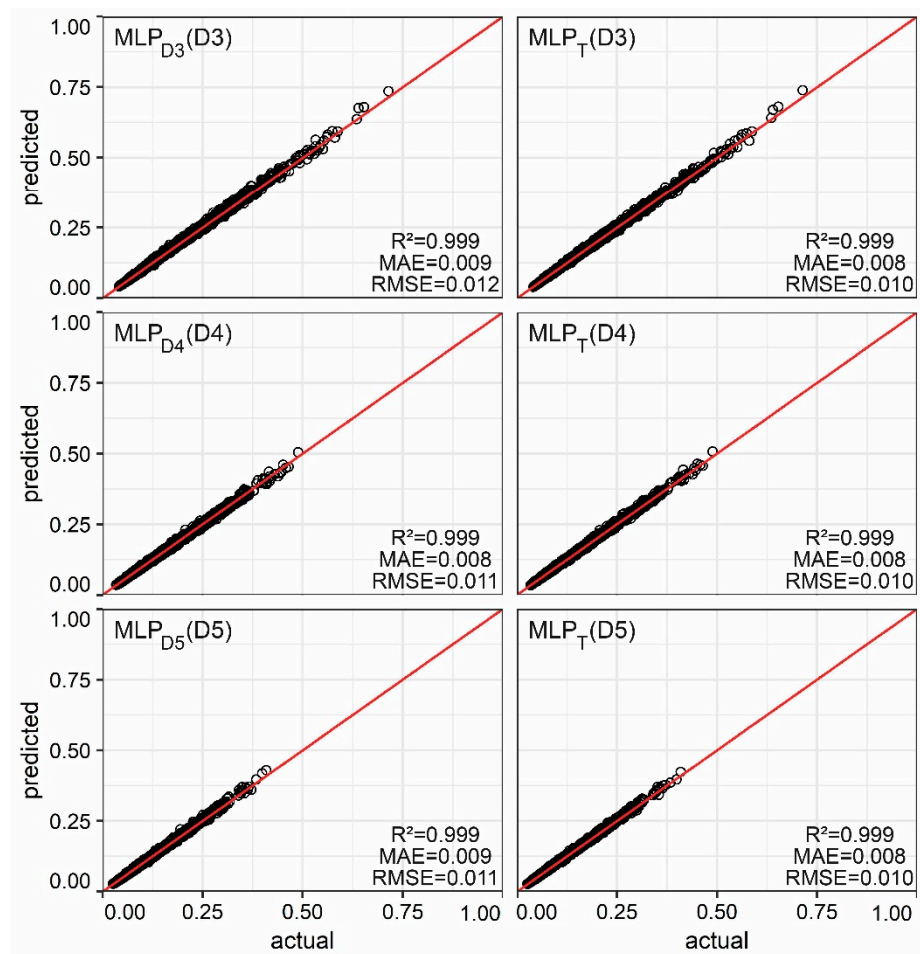 MLP_D3(D3)
MLP_T(D3)
1.00
0.75
0.50
0.25
0.00
predicted
R²=0.999
MAE=0.009
RMSE=0.012
R²=0.999
MAE=0.008
RMSE=0.010
MLP_D4(D4)
MLP_T(D4)
1.00
0.75
0.50
0.25
0.00
predicted
R²=0.999
MAE=0.008
RMSE=0.011
R²=0.999
MAE=0.008
RMSE=0.010
MLP_D5(D5)
MLP_T(D5)
1.00
0.75
0.50
0.25
0.00
predicted
R²=0.999
MAE=0.009
RMSE=0.011
R²=0.999
MAE=0.008
RMSE=0.010
0.00 0.25 0.50 0.75 1.00
0.00 0.25 0.50 0.75 1.00
actual
actual